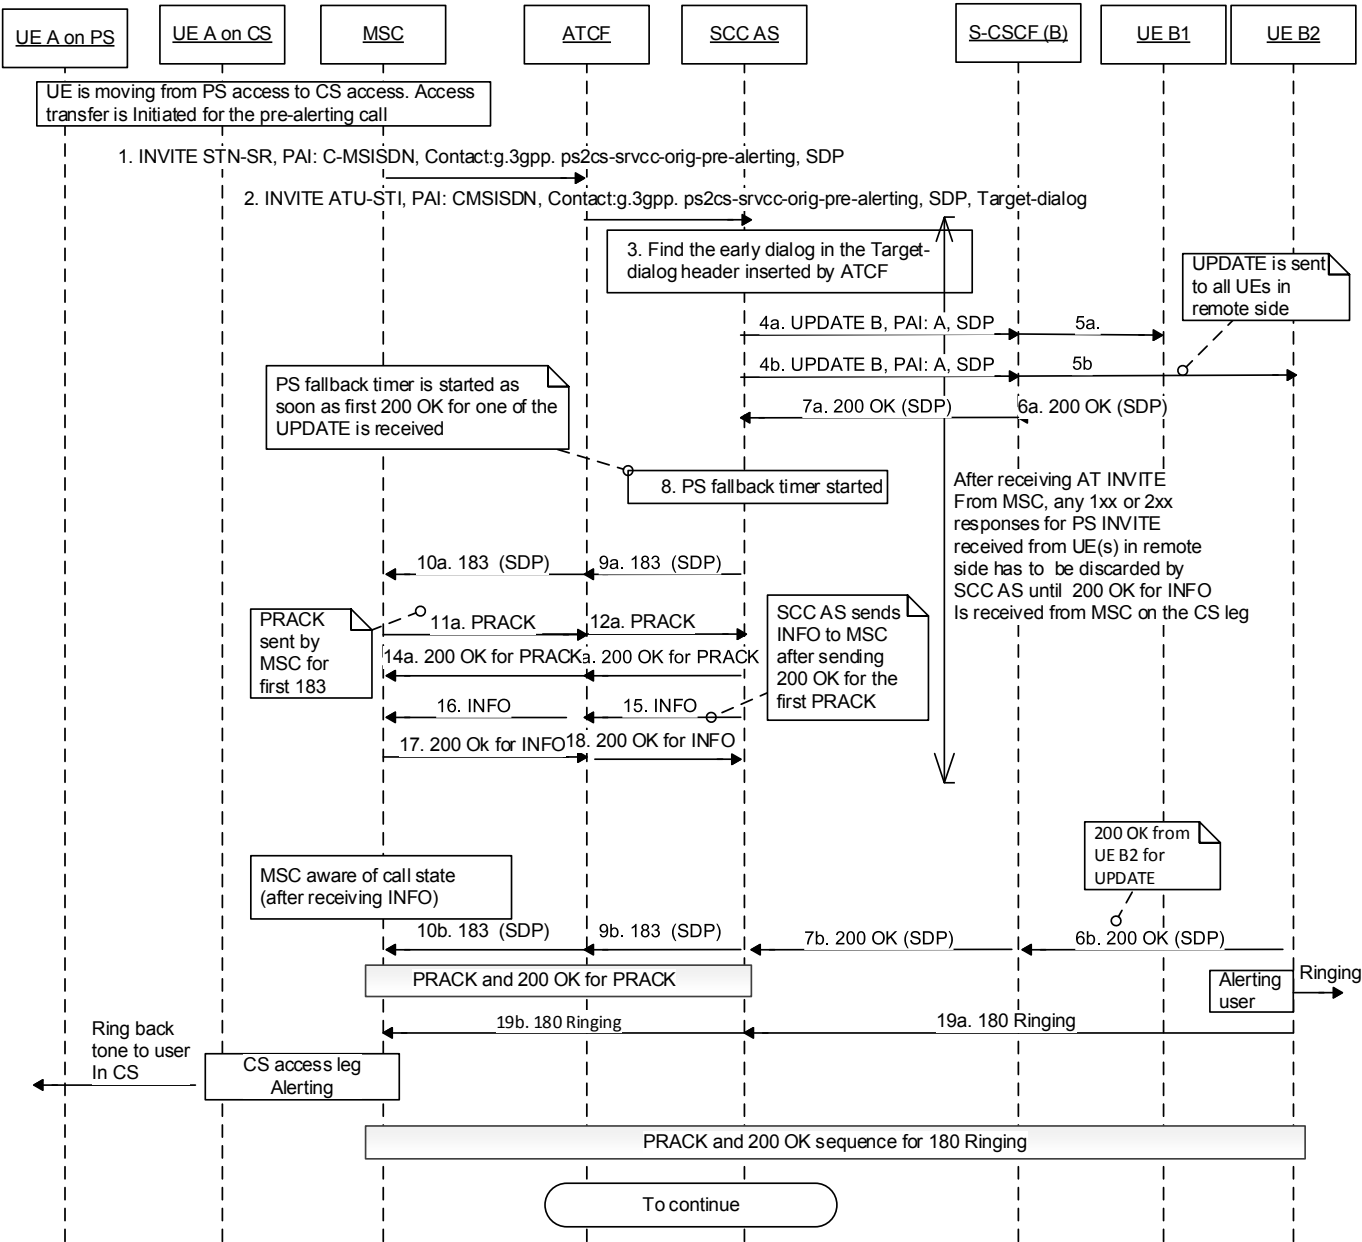 UE A on PS
UE A on CS
MSC
ATCF
SCC AS
S-CSCF (B)
UE B1
UE B2
UE is moving from PS access to CS access. Access
transfer is Initiated for the pre-alerting call
1. INVITE STN-SR, PAI: C-MSISDN, Contact:g.3gpp. ps2cs-srvcc-orig-pre-alerting, SDP
2. INVITE ATU-STI, PAI: CMSISDN, Contact:g.3gpp. ps2cs-srvcc-orig-pre-alerting, SDP, Target-dialog
3. Find the early dialog in the Target-
dialog header inserted by ATCF
UPDATE is sent
to all UEs in
remote side
4a. UPDATE B, PAI: A, SDP
5a.
4b. UPDATE B, PAI: A, SDP
5b
PS fallback timer is started as
soon as first 200 OK for one of the
UPDATE is received
7a. 200 OK (SDP)
6a. 200 OK (SDP)
8. PS fallback timer started
After receiving AT INVITE
From MSC, any 1xx or 2xx
responses for PS INVITE
received from UE(s) in remote
side has to be discarded by
SCC AS until 200 OK for INFO
Is received from MSC on the CS leg
10a. 183 (SDP)
9a. 183 (SDP)
PRACK
sent by
MSC for
first 183
11a. PRACK
12a. PRACK
SCC AS sends
INFO to MSC
after sending
200 OK for the
first PRACK
14a. 200 OK for PRACK
a. 200 OK for PRACK
16. INFO
15. INFO
17. 200 Ok for INFO
18. 200 OK for INFO
200 OK from
UE B2 for
UPDATE
MSC aware of call state
(after receiving INFO)
10b. 183 (SDP)
9b. 183 (SDP)
7b. 200 OK (SDP)
6b. 200 OK (SDP)
PRACK and 200 OK for PRACK
Alerting
user
Ringing
19b. 180 Ringing
19a. 180 Ringing
Ring back
tone to user
In CS
CS access leg
Alerting
PRACK and 200 OK sequence for 180 Ringing
To continue